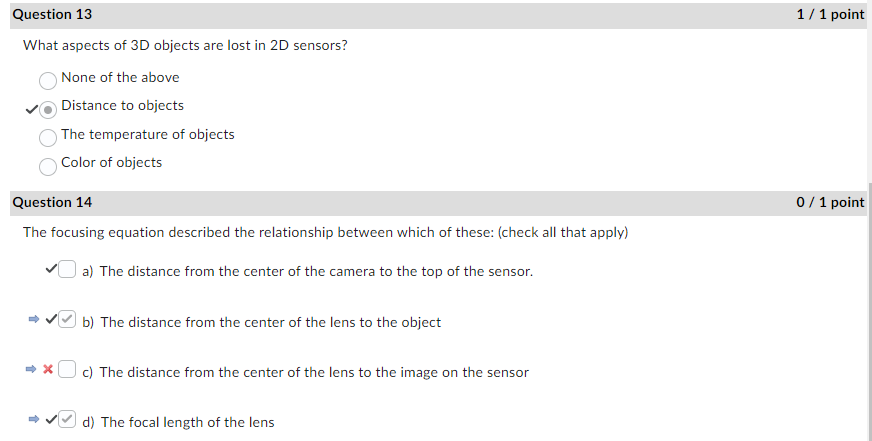 Question 13 1 / 1 point
What aspects of 3D objects are lost in 2D sensors?
None of the above
Distance to objects
The temperature of objects
Color of objects
Question 14 0 / 1 point
The focusing equation described the relationship between which of these: (check all that apply)
a) The distance from the center of the camera to the top of the sensor.
b) The distance from the center of the lens to the object
c) The distance from the center of the lens to the image on the sensor
d) The focal length of the lens